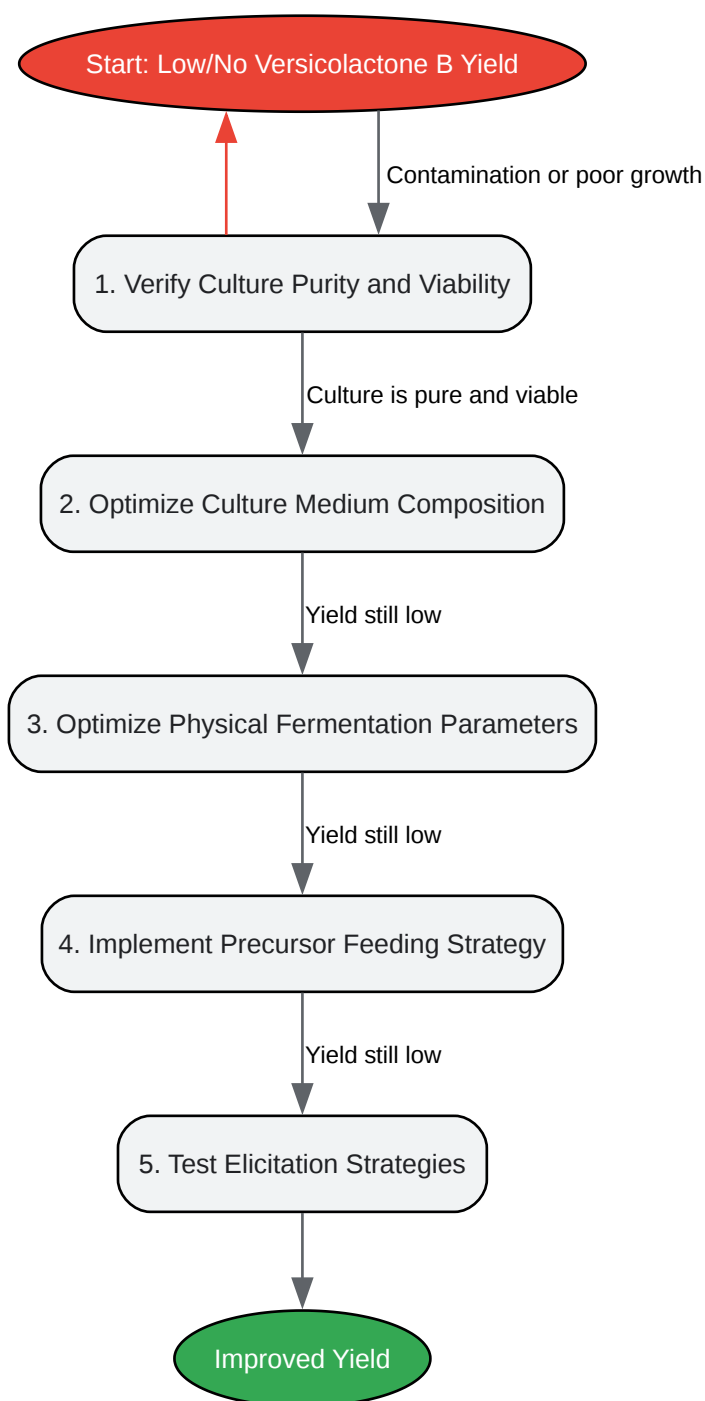 Start: Low/No Versicolactone B Yield
Contamination or poor growth
1. Verify Culture Purity and Viability
Culture is pure and viable
2. Optimize Culture Medium Composition
Yield still low
3. Optimize Physical Fermentation Parameters
Yield still low
4. Implement Precursor Feeding Strategy
Yield still low
5. Test Elicitation Strategies
Improved Yield